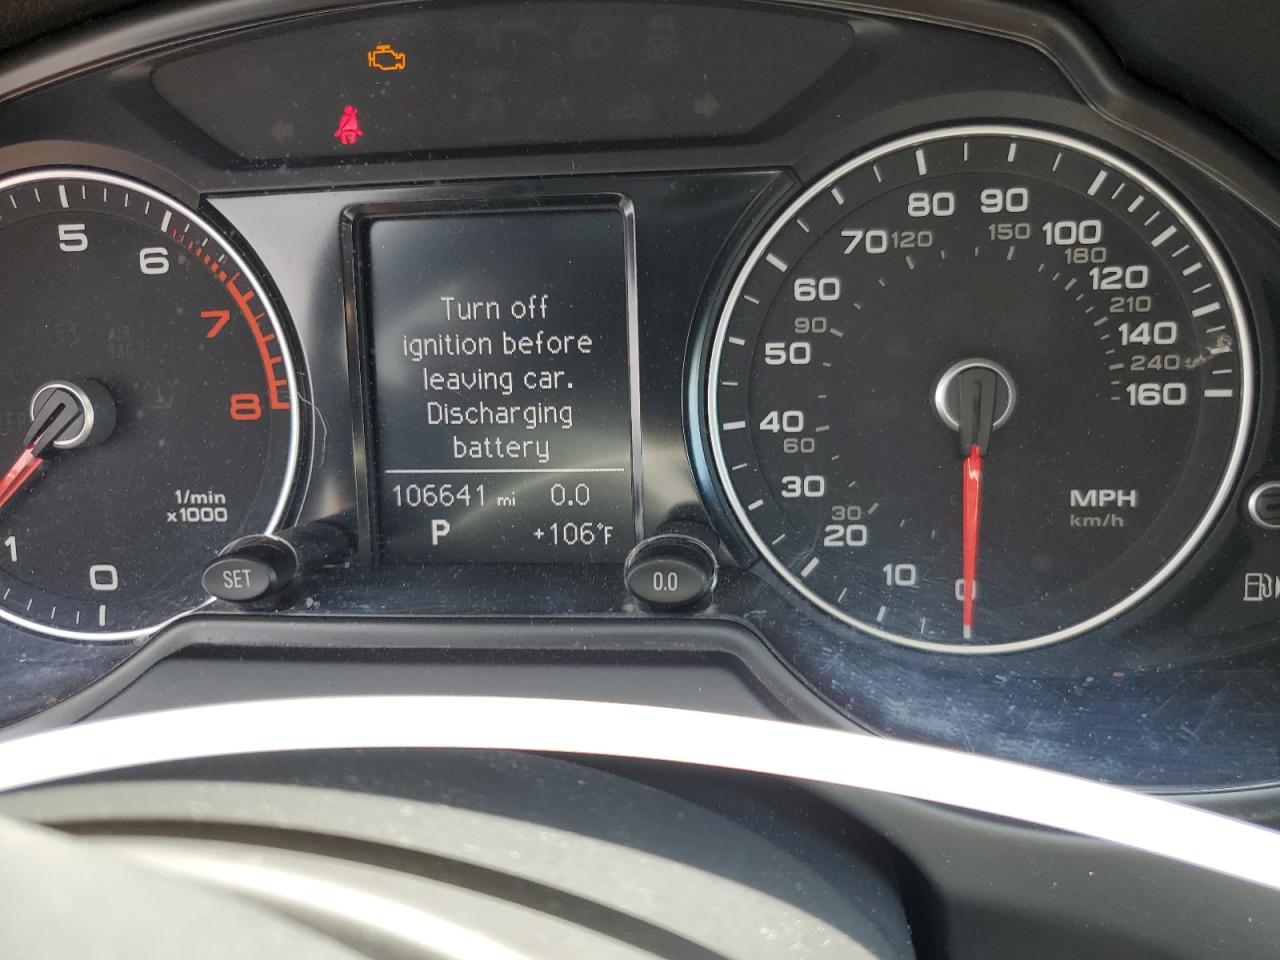 5
6
7
8
1/min
x1000
1
0
SET
Turn off
ignition before
leaving car.
Discharging
battery
106641 mi 0.0
P +106°F
0.0
80 90
70 120 150 100
180
60 120
210
90 140
50 240
160
40
60
30 MPH
km/h
30
20
10 0